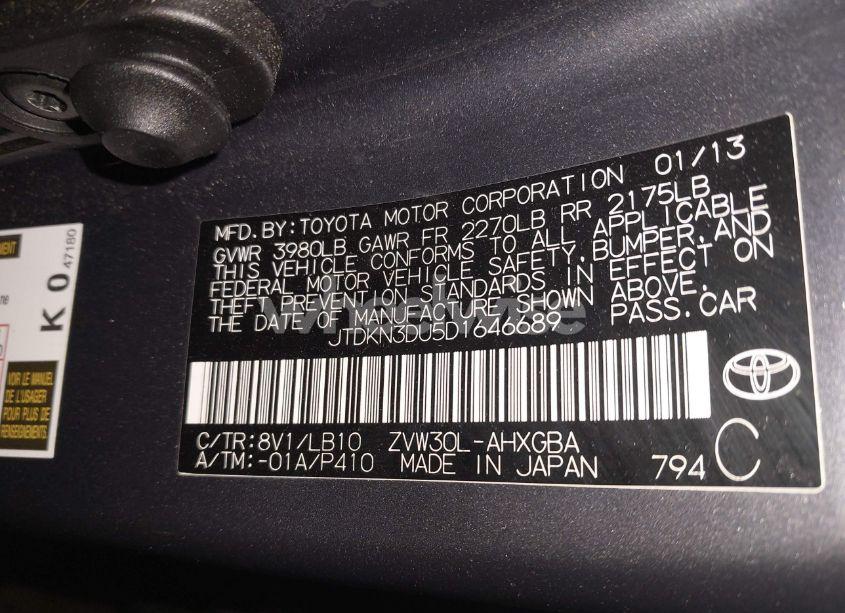 MFD.BY:TOYOTA MOTOR CORPORATION 01/13
GVWR 3980LB GAWR FR 2270LB RR 2175LB
THIS VEHICLE CONFORMS TO ALL APPLICABLE
FEDERAL MOTOR VEHICLE SAFETY,BUMPER,AND
THEFT PREVENTION STANDARDS IN EFFECT ON
THE DATE OF MANUFACTURE SHOWN ABOVE.
JTDKN3DU5D1646689 PASS.CAR
C/TR:8V1/LB10 ZVW30L-AHXGBA
A/TM:-01A/P410 MADE IN JAPAN 794 C
K 0 47180
VOIR LE MANUEL
DE L'USAGER
POUR PLUS DE
RENSEIGNEMENTS